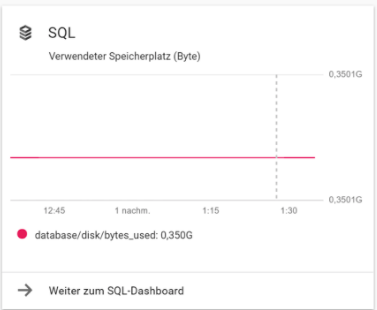 SQL
Verwendeter Speicherplatz (Byte)
0,3501G
0,3501G
12:45 1 nachm. 1:15 1:30
database/disk/bytes_used: 0,350G
Weiter zum SQL-Dashboard